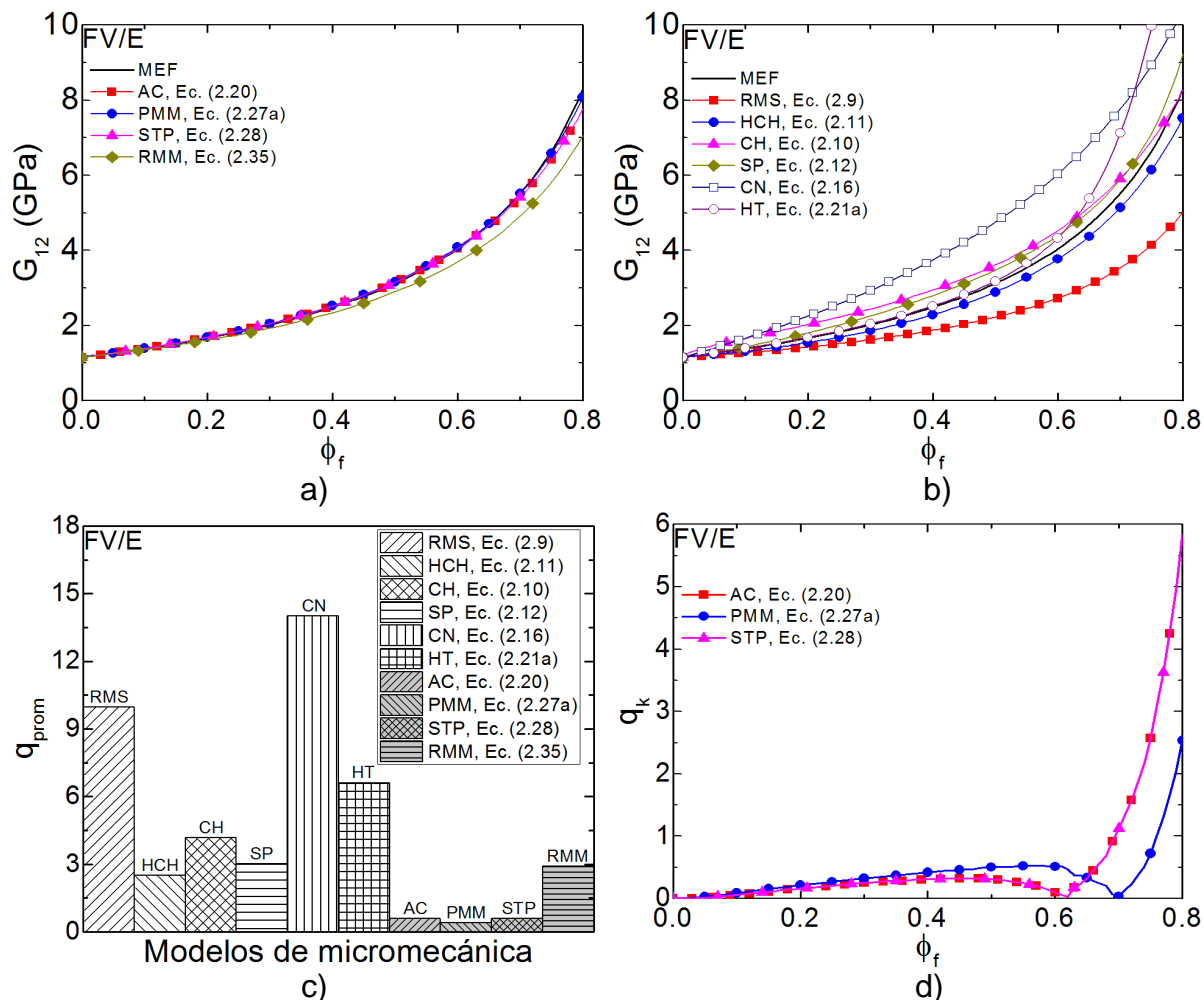 FV/E
MEF
AC, Ec. (2.20)
PMM, Ec. (2.27a)
STP, Ec. (2.28)
RMM, Ec. (2.35)
10
8
6
4
2
0
G12 (GPa)
0.0 0.2 0.4 0.6 0.8
ϕf
a)
FV/E
MEF
RMS, Ec. (2.9)
HCH, Ec. (2.11)
CH, Ec. (2.10)
SP, Ec. (2.12)
CN, Ec. (2.16)
HT, Ec. (2.21a)
10
8
6
4
2
0
G12 (GPa)
0.0 0.2 0.4 0.6 0.8
ϕf
b)
FV/E
RMS, Ec. (2.9)
HCH, Ec. (2.11)
CH, Ec. (2.10)
SP, Ec. (2.12)
CN, Ec. (2.16)
HT, Ec. (2.21a)
AC, Ec. (2.20)
PMM, Ec. (2.27a)
STP, Ec. (2.28)
RMM, Ec. (2.35)
18
15
12
9
6
3
0
qprom
RMS
HCH
CH
SP
CN
HT
AC
PMM
STP
RMM
Modelos de micromecánica
c)
FV/E
AC, Ec. (2.20)
PMM, Ec. (2.27a)
STP, Ec. (2.28)
6
5
4
3
2
1
0
qk
0.0 0.2 0.4 0.6 0.8
ϕf
d)